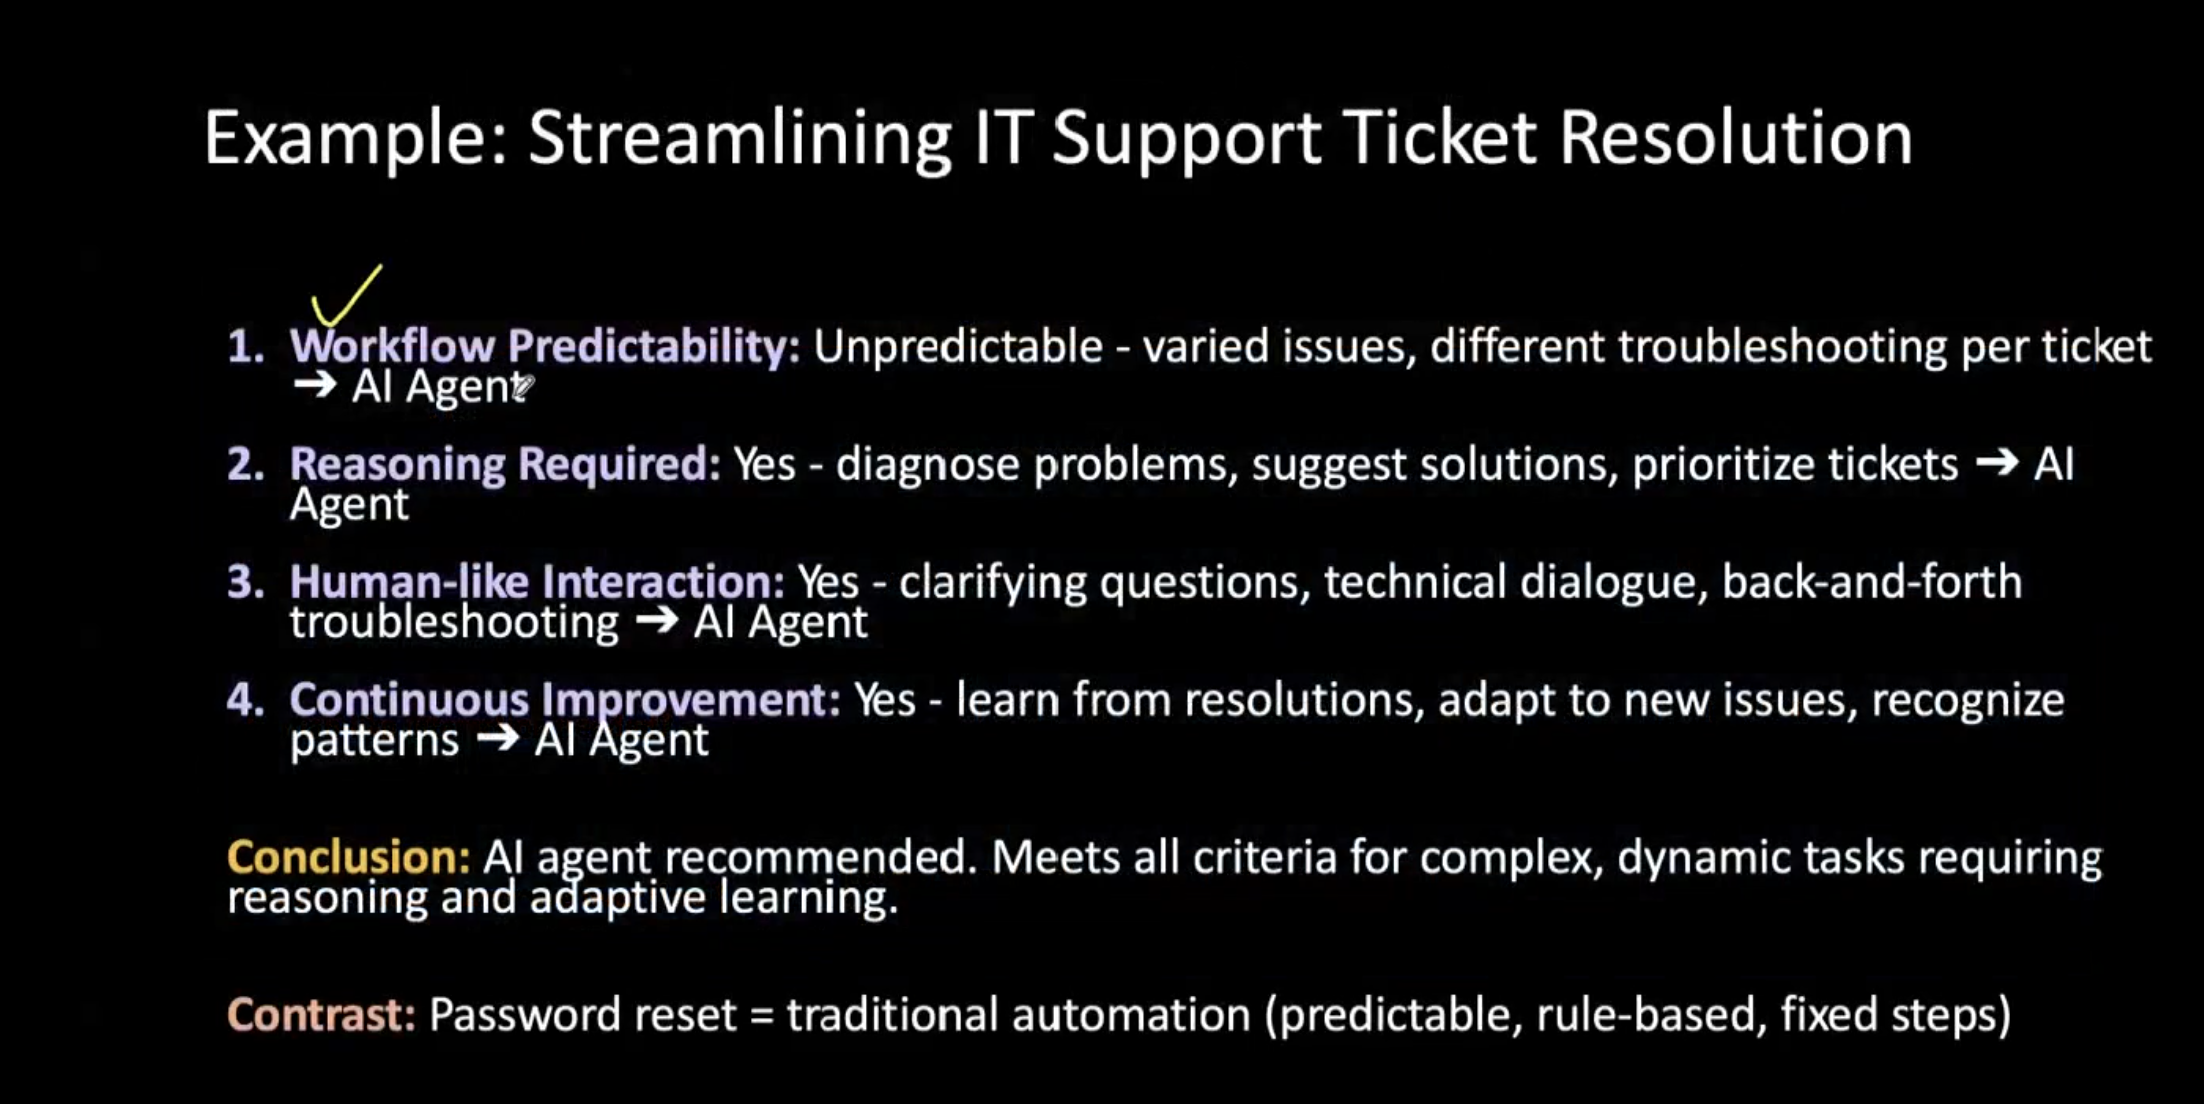 Example: Streamlining IT Support Ticket Resolution
1. Workflow Predictability: Unpredictable - varied issues, different troubleshooting per ticket
➔ AI Agent
2. Reasoning Required: Yes - diagnose problems, suggest solutions, prioritize tickets ➔ AI
Agent
3. Human-like Interaction: Yes - clarifying questions, technical dialogue, back-and-forth
troubleshooting ➔ AI Agent
4. Continuous Improvement: Yes - learn from resolutions, adapt to new issues, recognize
patterns ➔ AI Agent
Conclusion: AI agent recommended. Meets all criteria for complex, dynamic tasks requiring
reasoning and adaptive learning.
Contrast: Password reset = traditional automation (predictable, rule-based, fixed steps)